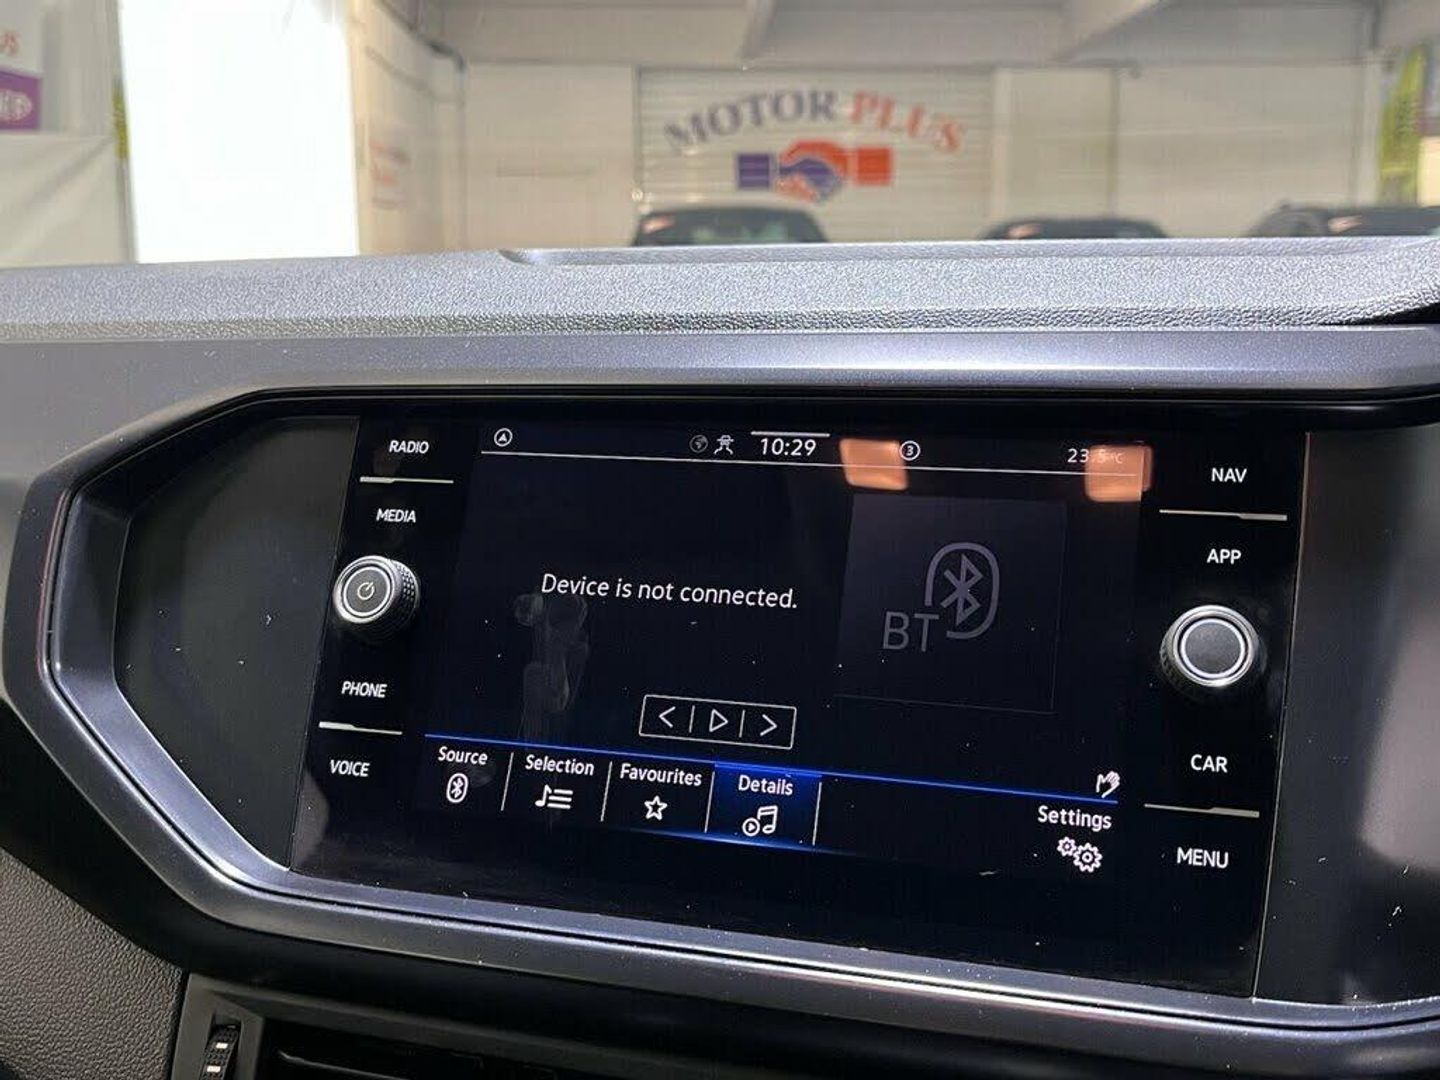 MOTOR PLUS
RADIO
MEDIA
PHONE
VOICE
10:29
3
23.5°C
Device is not connected.
BT
Source
Selection
Favourites
Details
Settings
NAV
APP
CAR
MENU